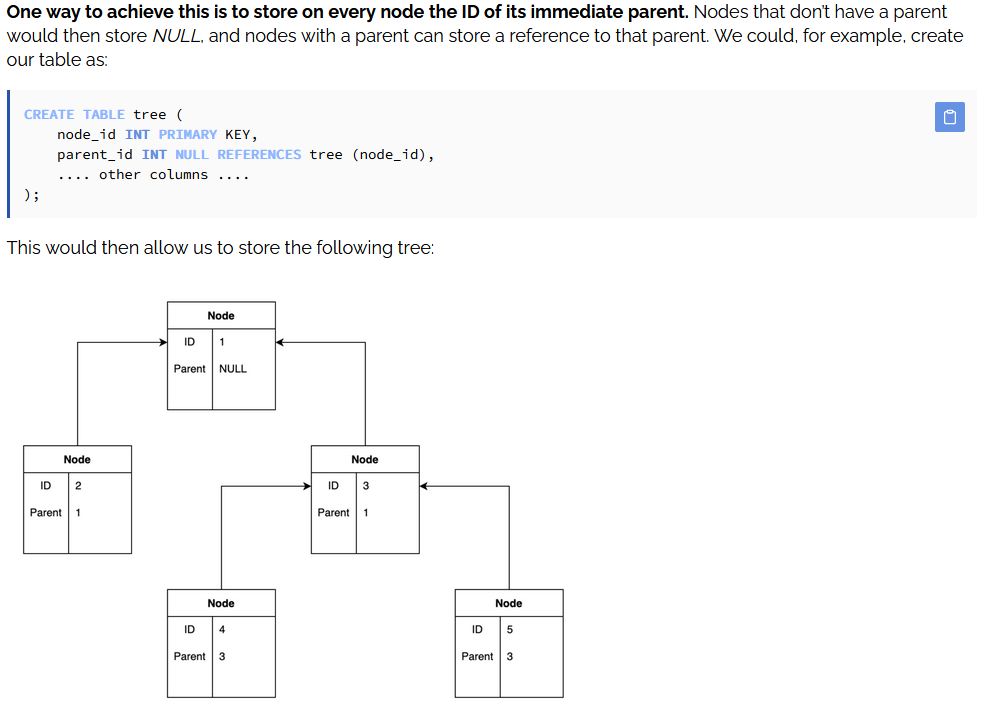 One way to achieve this is to store on every node the ID of its immediate parent. Nodes that don't have a parent
would then store NULL, and nodes with a parent can store a reference to that parent. We could, for example, create
our table as:
CREATE TABLE tree (
    node_id INT PRIMARY KEY,
    parent_id INT NULL REFERENCES tree (node_id),
    .... other columns ....
);
This would then allow us to store the following tree:
Node
ID 1
Parent NULL
Node
ID 2
Parent 1
Node
ID 3
Parent 1
Node
ID 4
Parent 3
Node
ID 5
Parent 3